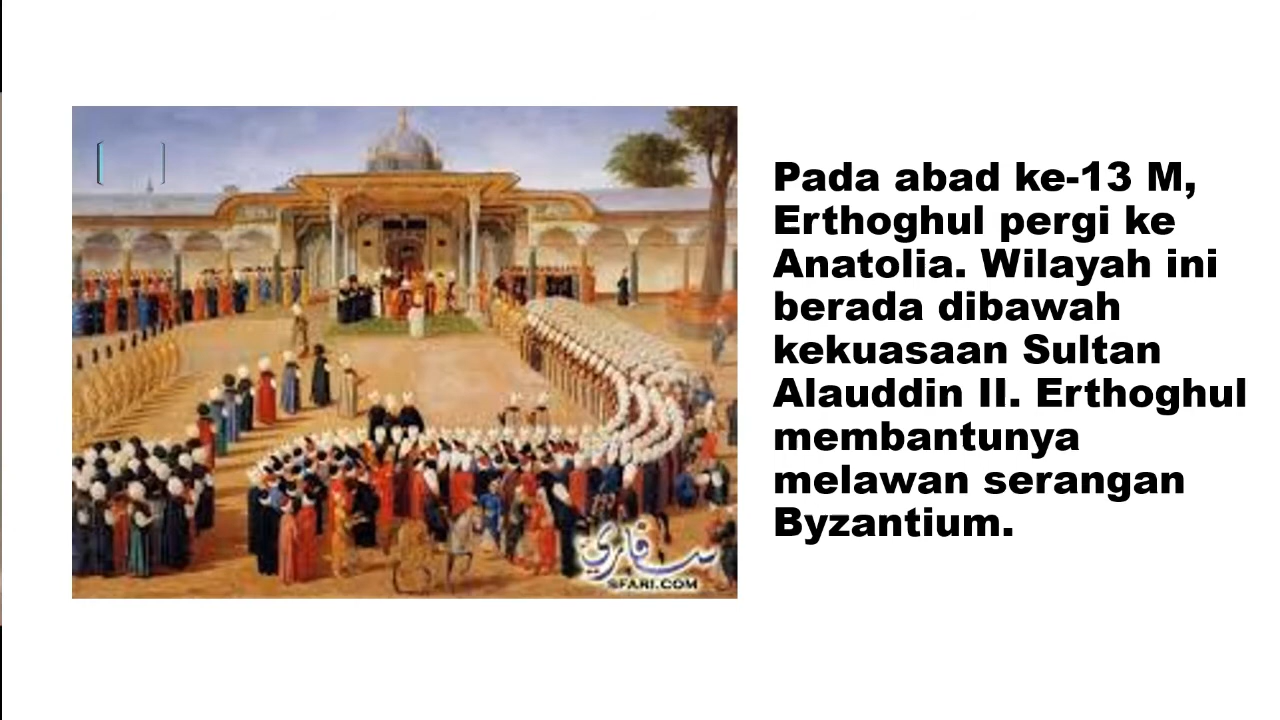 Pada abad ke-13 M,
Erthoghul pergi ke
Anatolia. Wilayah ini
berada dibawah
kekuasaan Sultan
Alauddin II. Erthoghul
membantunya
melawan serangan
Byzantium.
سفاري
SFARI.COM